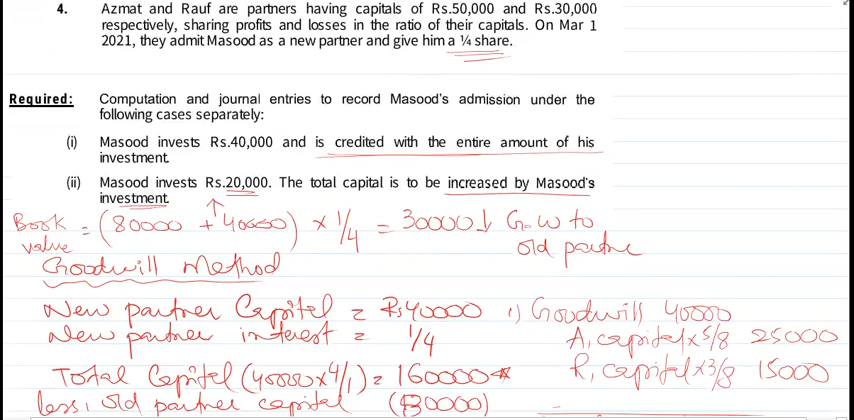 4. Azmat and Rauf are partners having capitals of Rs.50,000 and Rs.30,000
respectively, sharing profits and losses in the ratio of their capitals. On Mar 1
2021, they admit Masood as a new partner and give him a ¼ share.
Required: Computation and journal entries to record Masood's admission under the
following cases separately:
(i) Masood invests Rs.40,000 and is credited with the entire amount of his
investment.
(ii) Masood invests Rs.20,000. The total capital is to be increased by Masood's
investment.
Book value = (80000 + 40000) × 1/4 = 30000 ↓ G.W to
old partne
Goodwill Method
New partner Capital = Rs 40000 1) Goodwill 40000
New partner interest = 1/4 A, capital x 5/8 25000
Total Capital (40000 x 4/1) = 160000 R, capital x 3/8 15000
less, old partner capital (80000)